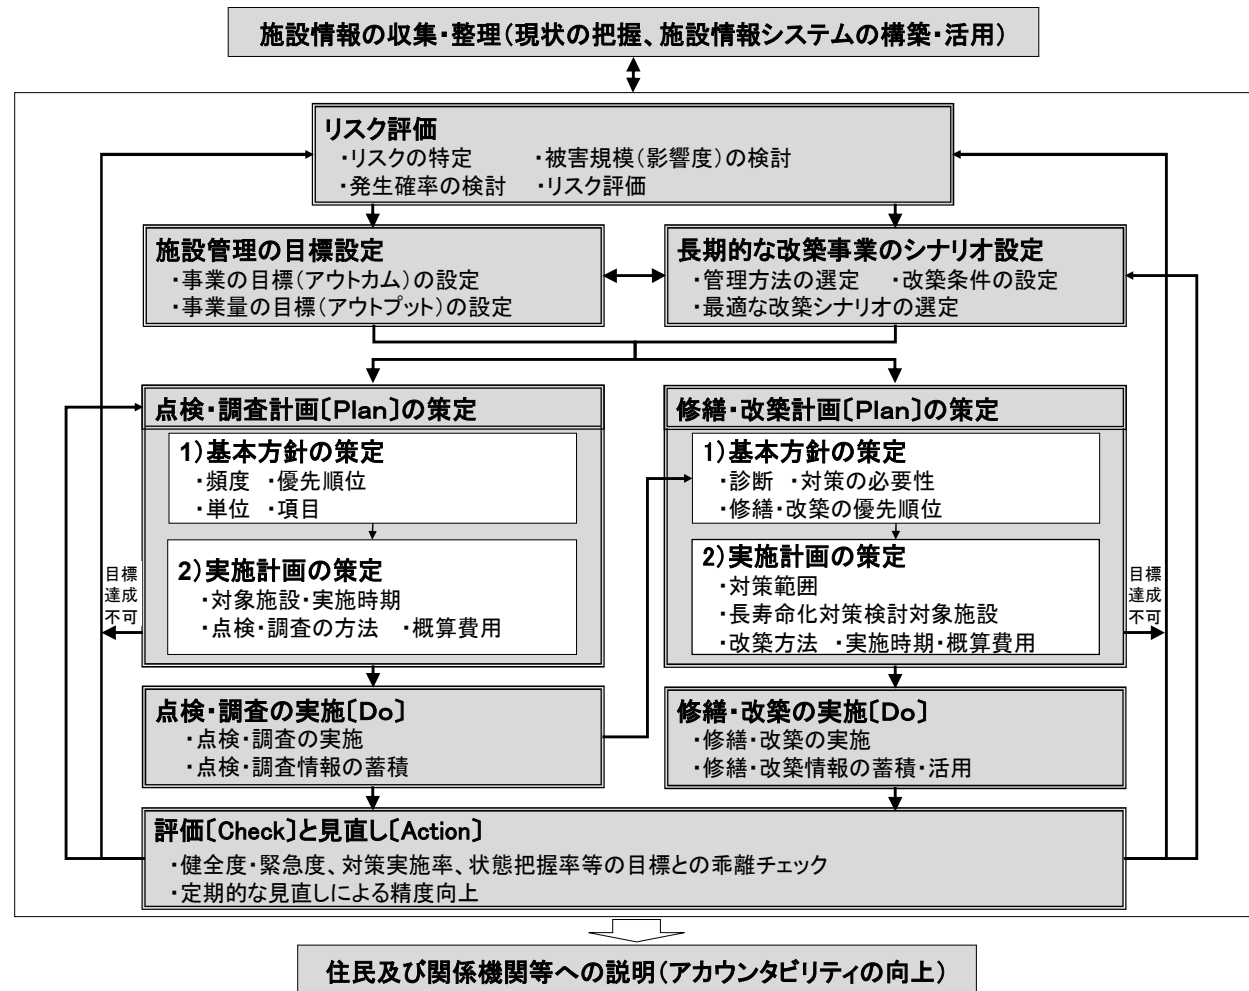 施設情報の収集・整理(現状の把握、施設情報システムの構築・活用)
リスク評価
・リスクの特定 ・被害規模(影響度)の検討
・発生確率の検討 ・リスク評価
施設管理の目標設定
・事業の目標(アウトカム)の設定
・事業量の目標(アウトプット)の設定
長期的な改築事業のシナリオ設定
・管理方法の選定 ・改築条件の設定
・最適な改築シナリオの選定
点検・調査計画〔Plan〕の策定
1)基本方針の策定
・頻度 ・優先順位
・単位 ・項目
2)実施計画の策定
・対象施設・実施時期
・点検・調査の方法 ・概算費用
目標
達成
不可
修繕・改築計画〔Plan〕の策定
1)基本方針の策定
・診断 ・対策の必要性
・修繕・改築の優先順位
2)実施計画の策定
・対策範囲
・長寿命化対策検討対象施設
・改築方法 ・実施時期・概算費用
目標
達成
不可
点検・調査の実施〔Do〕
・点検・調査の実施
・点検・調査情報の蓄積
修繕・改築の実施〔Do〕
・修繕・改築の実施
・修繕・改築情報の蓄積・活用
評価〔Check〕と見直し〔Action〕
・健全度・緊急度、対策実施率、状態把握率等の目標との乖離チェック
・定期的な見直しによる精度向上
住民及び関係機関等への説明(アカウンタビリティの向上)